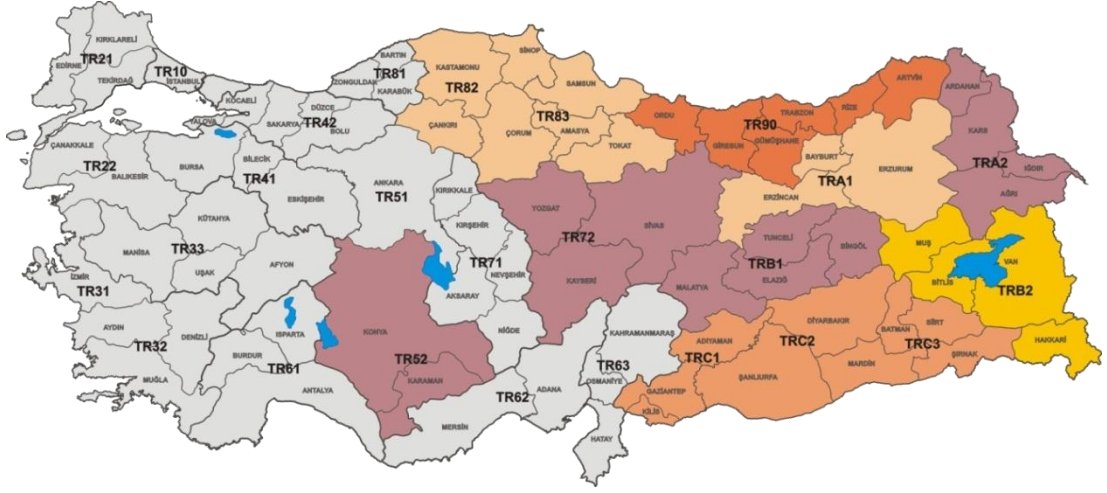 KIRKLARELİ
TR21
EDİRNE
TEKİRDAĞ
TR10
İSTANBUL
KOCAELİ
YALOVA
BARTIN
ZONGULDAK
TR81
KARABÜK
DÜZCE
SAKARYA
TR42
BOLU
KASTAMONU
TR82
ÇANKIRI
SİNOP
SAMSUN
TR83
ÇORUM
AMASYA
TOKAT
ORDU
GİRESUN
TR90
TRABZON
GÜMÜŞHANE
RİZE
ARTVİN
ARDAHAN
KARS
TRA2
IĞDIR
AĞRI
BAYBURT
ERZURUM
TRA1
ERZİNCAN
ÇANAKKALE
TR22
BALIKESİR
BURSA
BİLECİK
TR41
ESKİŞEHİR
ANKARA
TR51
KIRIKKALE
KIRŞEHİR
TR71
NEVŞEHİR
AKSARAY
NİĞDE
YOZGAT
SİVAS
TR72
KAYSERİ
TUNCELİ
BİNGÖL
TRB1
ELAZIĞ
MALATYA
MUŞ
BİTLİS
VAN
TRB2
HAKKARİ
KÜTAHYA
MANİSA
TR33
UŞAK
AFYON
İZMİR
TR31
AYDIN
TR32
DENİZLİ
MUĞLA
ISPARTA
BURDUR
TR61
ANTALYA
KONYA
TR52
KARAMAN
MERSİN
TR62
ADANA
KAHRAMANMARAŞ
TR63
OSMANİYE
HATAY
ADIYAMAN
TRC1
GAZİANTEP
KİLİS
DİYARBAKIR
TRC2
ŞANLIURFA
MARDİN
BATMAN
SİİRT
TRC3
ŞIRNAK